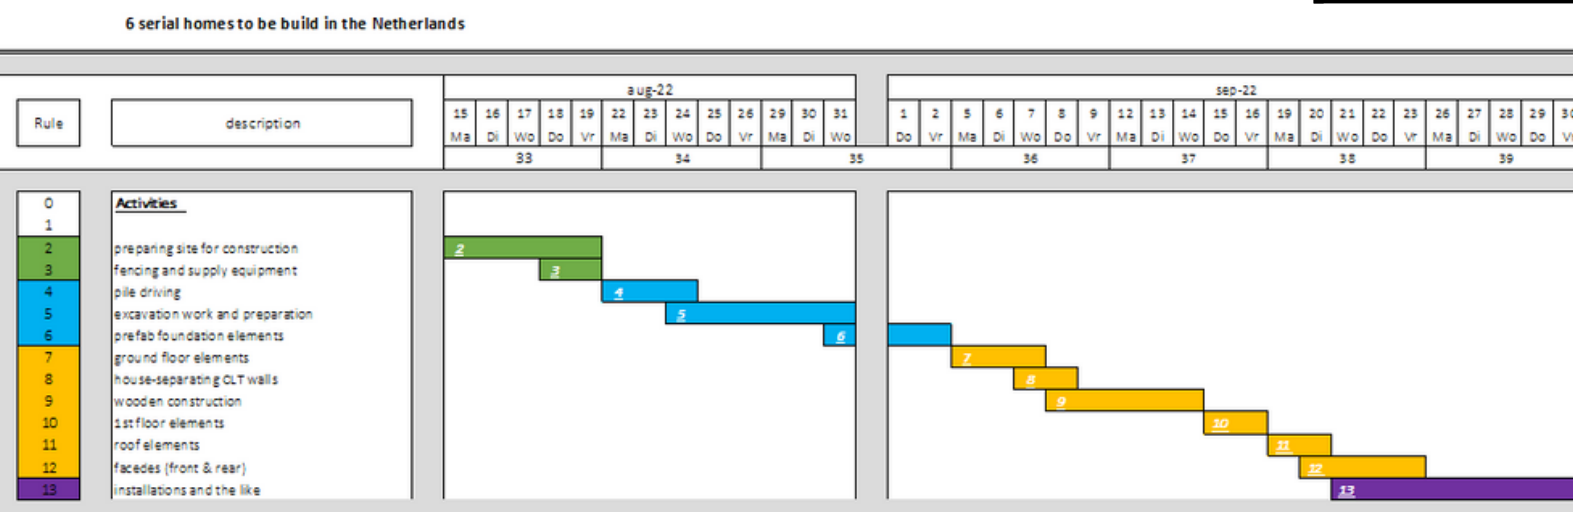 6 serial homes to be build in the Netherlands
aug-22
sep-22
Rule
description
15 16 17 18 19 22 23 24 25 26 29 30 31
1 2 5 6 7 8 9 12 13 14 15 16 19 20 21 22 23 26 27 28 29
Ma Di Wo Do Vr Ma Di Wo Do Vr Ma Di Wo
Do Vr Ma Di Wo Do Vr Ma Di Wo Do Vr Ma Di Wo Do Vr Ma Di Wo Do
33 34 35 36 37 38 39
0 Activities
1
2 preparing site for construction 2
3 fencing and supply equipment 3
4 pile driving 4
5 excavation work and preparation 5
6 prefab foundation elements 6
7 ground floor elements 7
8 house-separating CLT walls 8
9 wooden construction 9
10 1st floor elements 10
11 roof elements 11
12 facedes (front & rear) 12
13 installations and the like 13